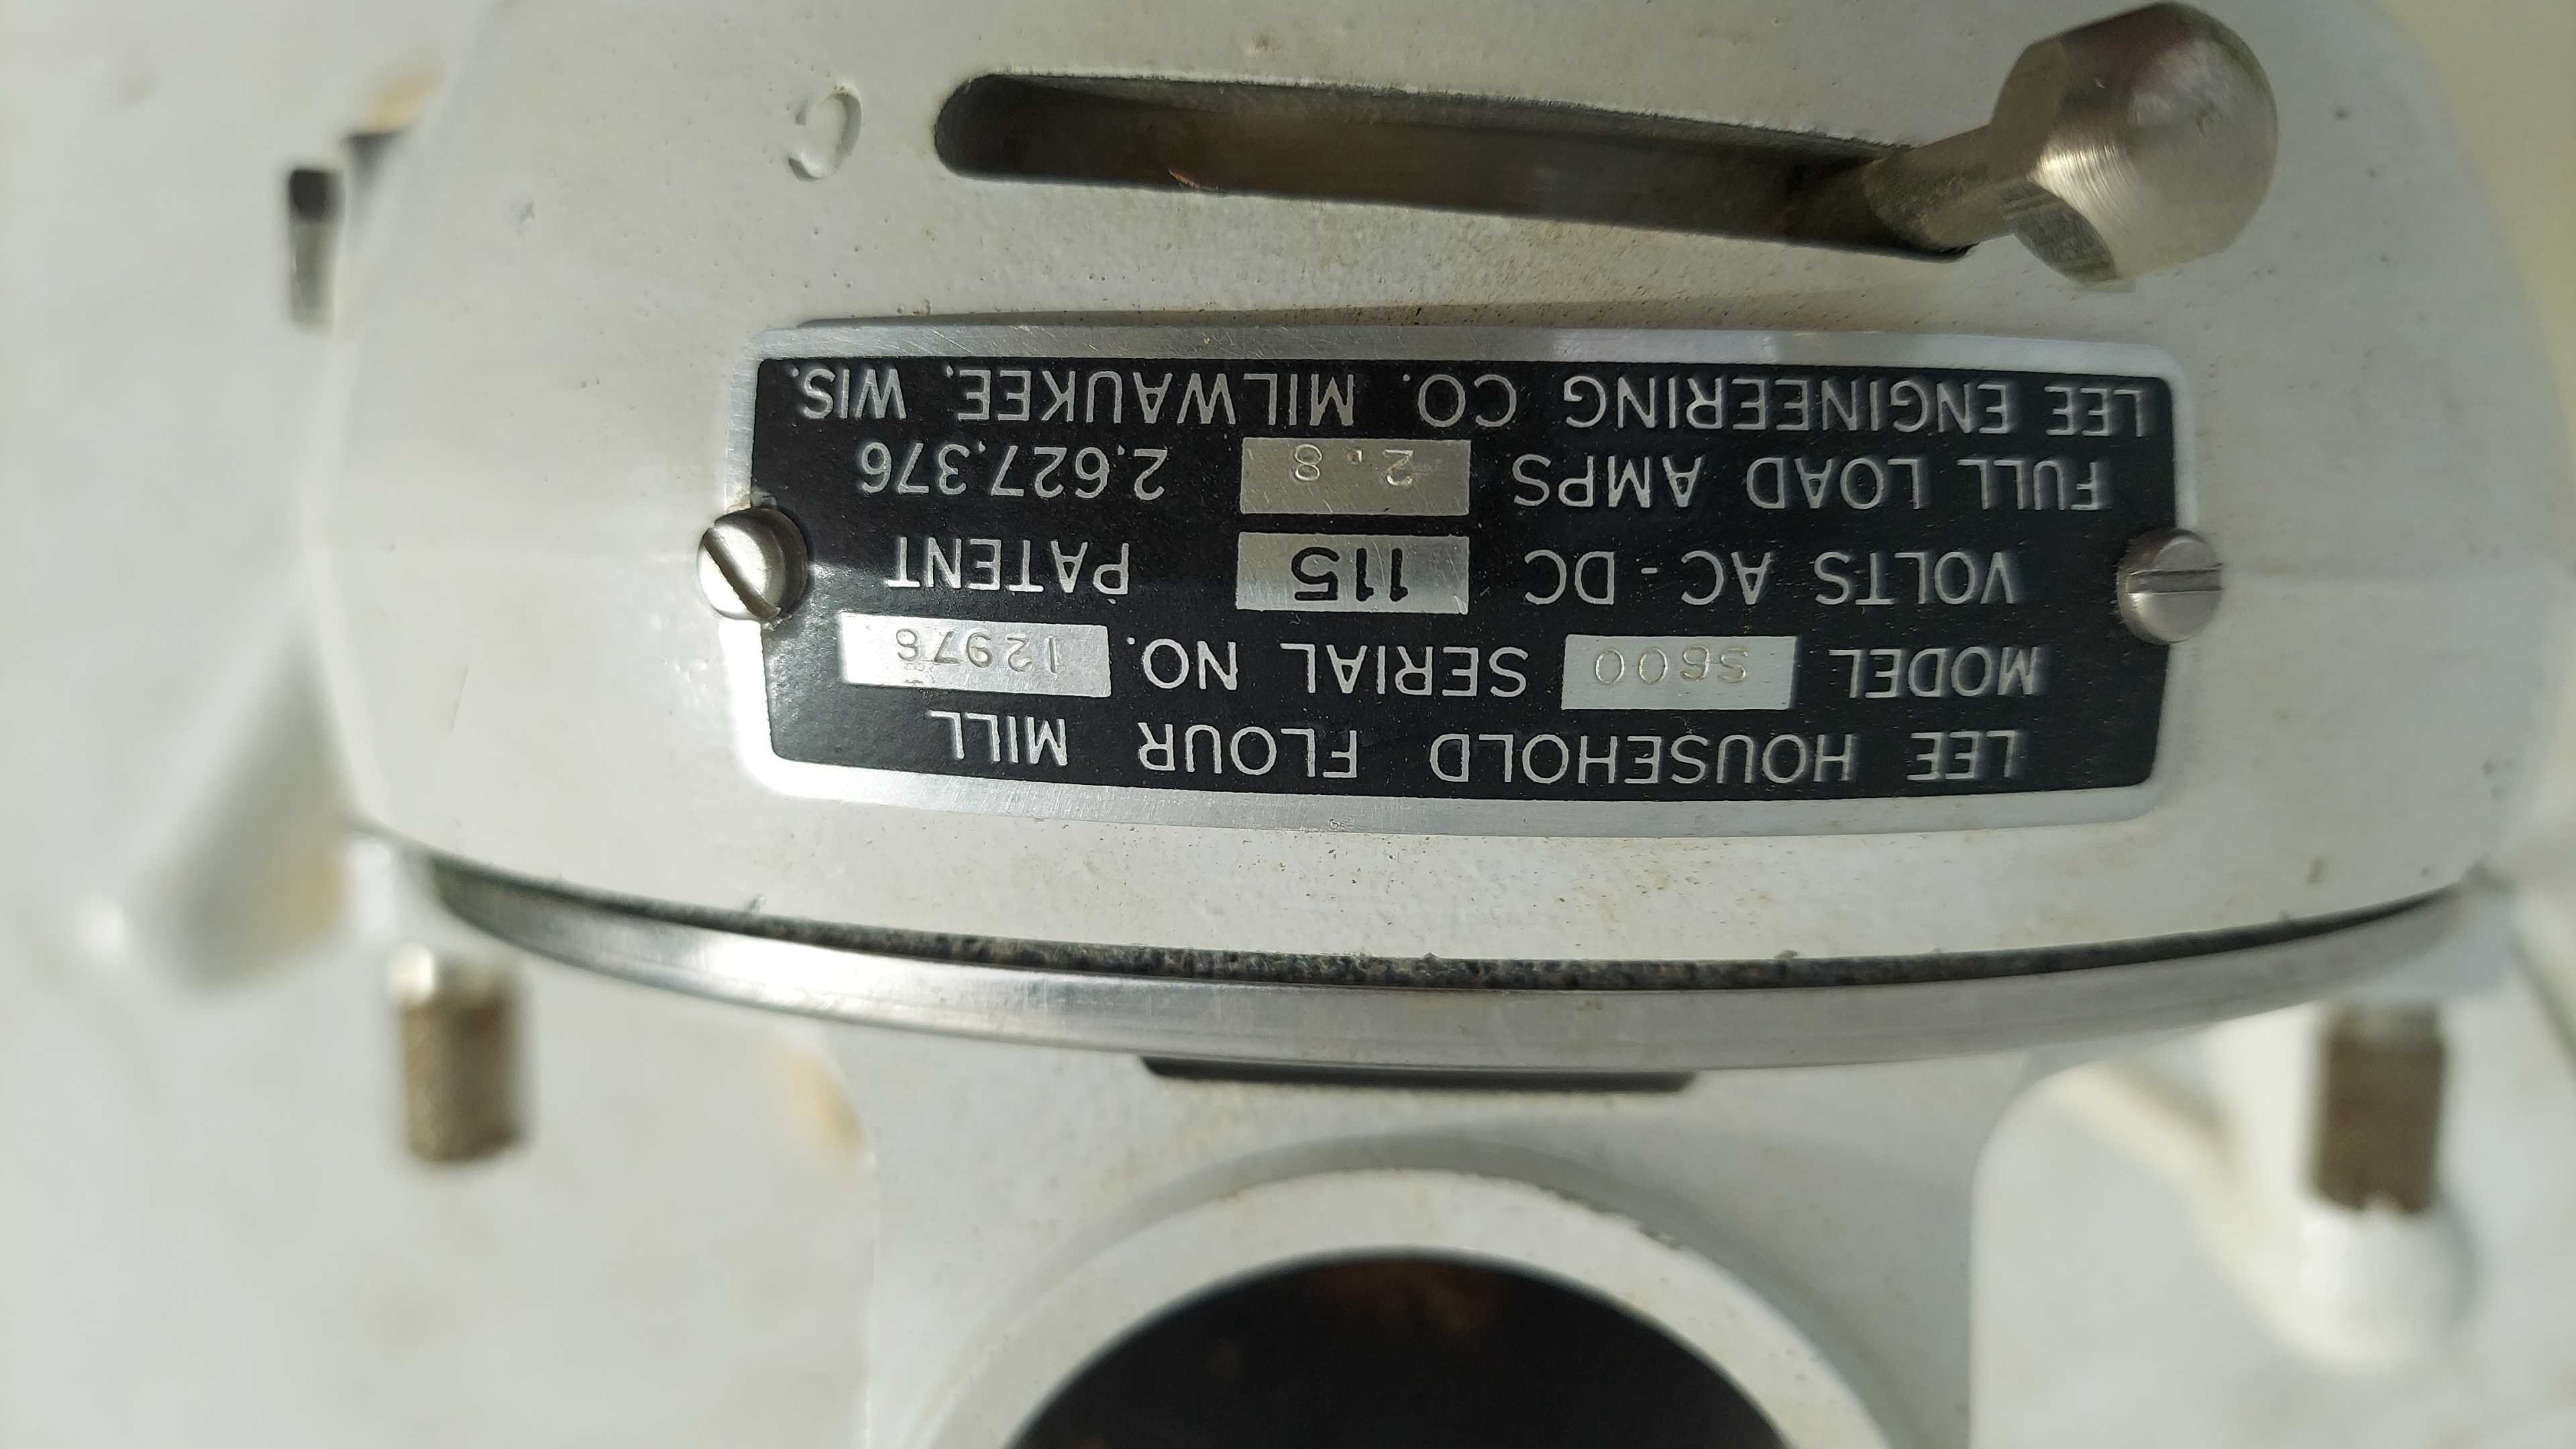 LEE HOUSEHOLD FLOUR MILL
MODEL S600 SERIAL NO. 12976
VOLTS AC - DC 115 PATENT
FULL LOAD AMPS 2.8 2,627,376
LEE ENGINEERING CO. MILWAUKEE, WIS.